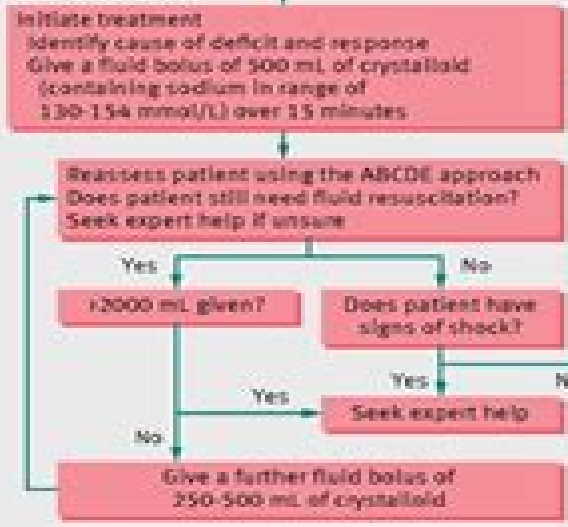 Initiate treatment
Identify cause of deficit and response
Give a fluid bolus of 500 mL of crystalloid
(containing sodium in range of
130-154 mmol/L) over 15 minutes
Reassess patient using the ABCDE approach
Does patient still need fluid resuscitation?
Seek expert help if unsure
Yes
No
2000 mL given?
Does patient have
signs of shock?
Yes
N
Yes
Seek expert help
No
Give a further fluid bolus of
250-500 mL of crystalloid